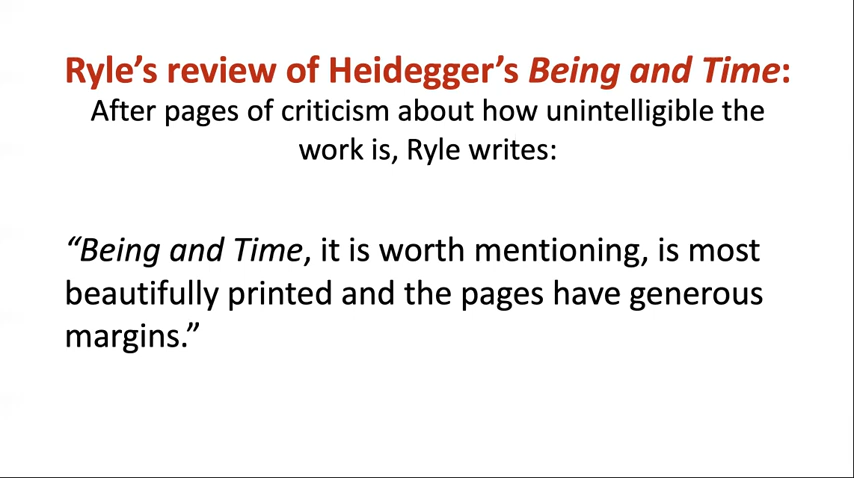 Ryle’s review of Heidegger’s Being and Time:
After pages of criticism about how unintelligible the
work is, Ryle writes:
“Being and Time, it is worth mentioning, is most
beautifully printed and the pages have generous
margins.”